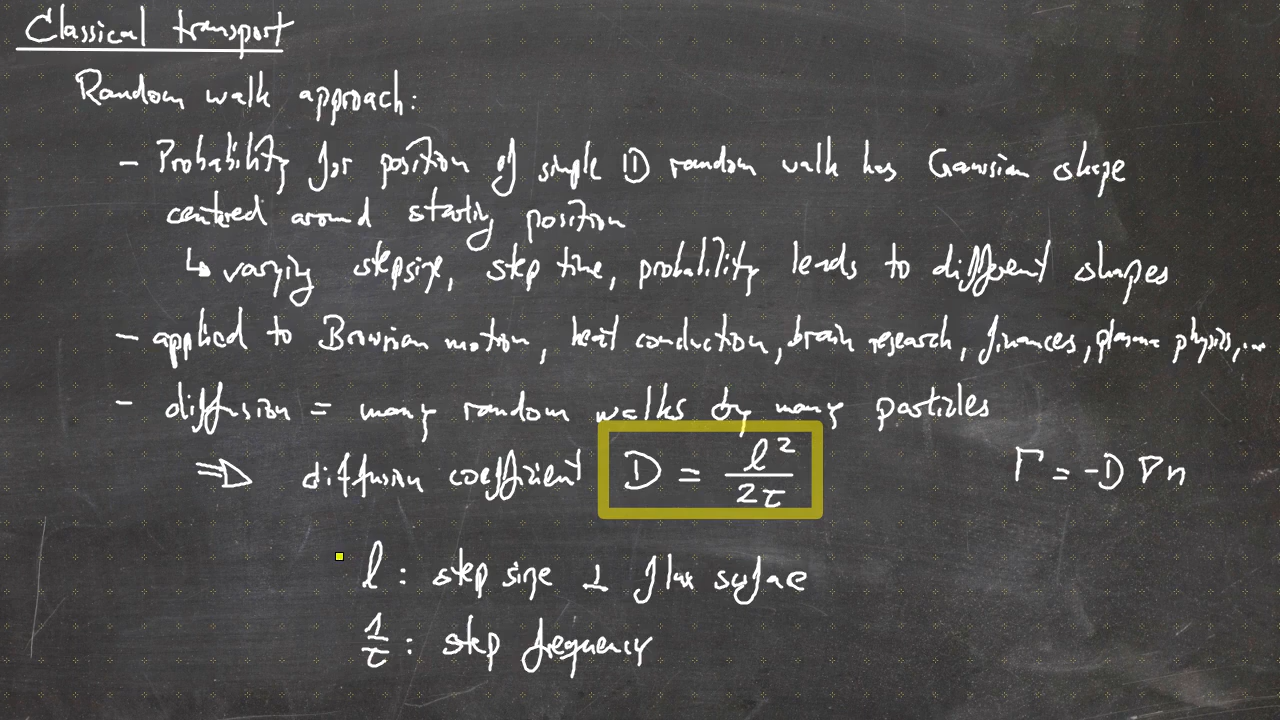 Classical transport
Random walk approach:
- Probability for position of simple 1D random walk has Gaussian shape
centered around starting position
↳ varying stepsize, step time, probability leads to different shapes
- applied to Brownian motion, heat conduction, brain research, finances, plasma physics, ...
- diffusion = many random walks by many particles
⇒ diffusion coefficient D = l²/2τ Γ = -D ∇n
l : step size ⊥ flux surface
1/τ : step frequency